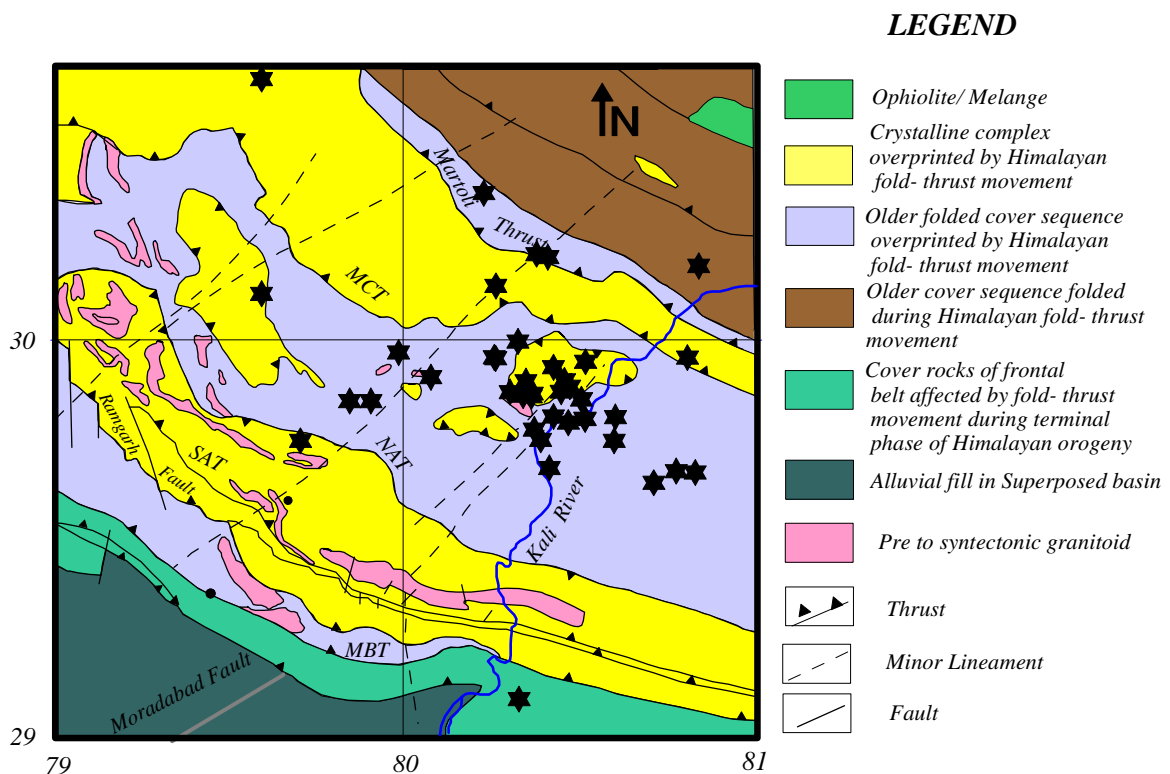 LEGEND
Ophiolite/ Melange
Crystalline complex
overprinted by Himalayan
fold- thrust movement
Older folded cover sequence
overprinted by Himalayan
fold- thrust movement
Older cover sequence folded
during Himalayan fold- thrust
movement
Cover rocks of frontal
belt affected by fold- thrust
movement during terminal
phase of Himalayan orogeny
Alluvial fill in Superposed basin
Pre to syntectonic granitoid
Thrust
Minor Lineament
Fault
N
Martoli
Thrust
MCT
30
Ramgarh
Fault
SAT
NAT
Kali River
MBT
Moradabad Fault
29
79
80
81